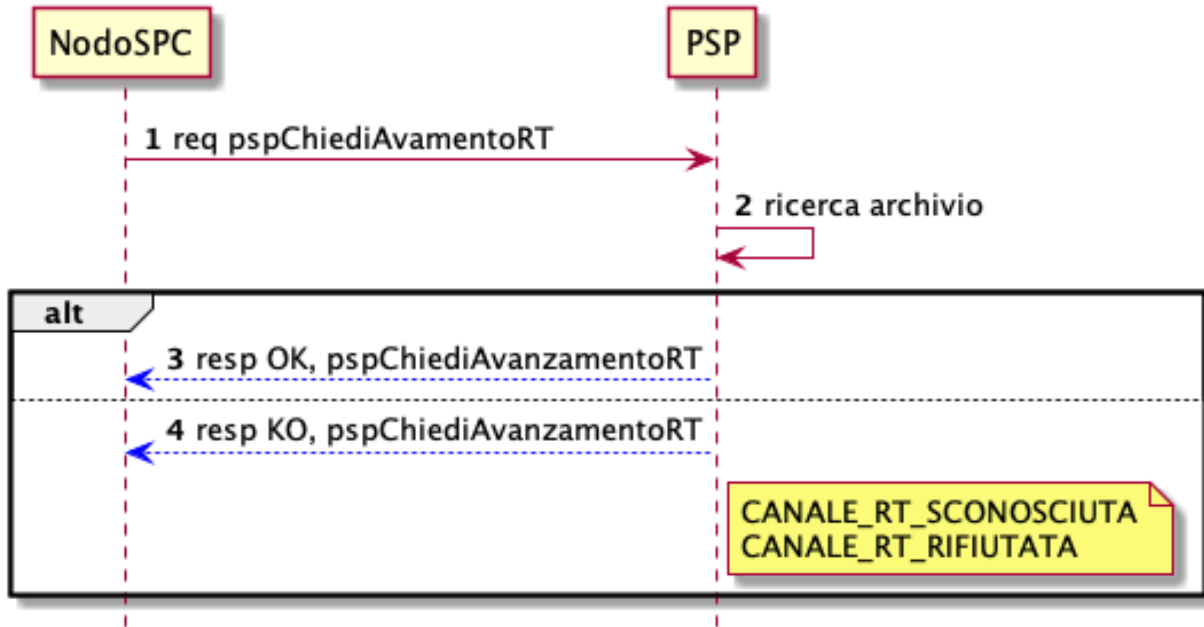 NodoSPC
PSP
1 req pspChiediAvamentoRT
2 ricerca archivio
alt
3 resp OK, pspChiediAvanzamentoRT
4 resp KO, pspChiediAvanzamentoRT
CANALE_RT_SCONOSCIUTA
CANALE_RT_RIFIUTATA